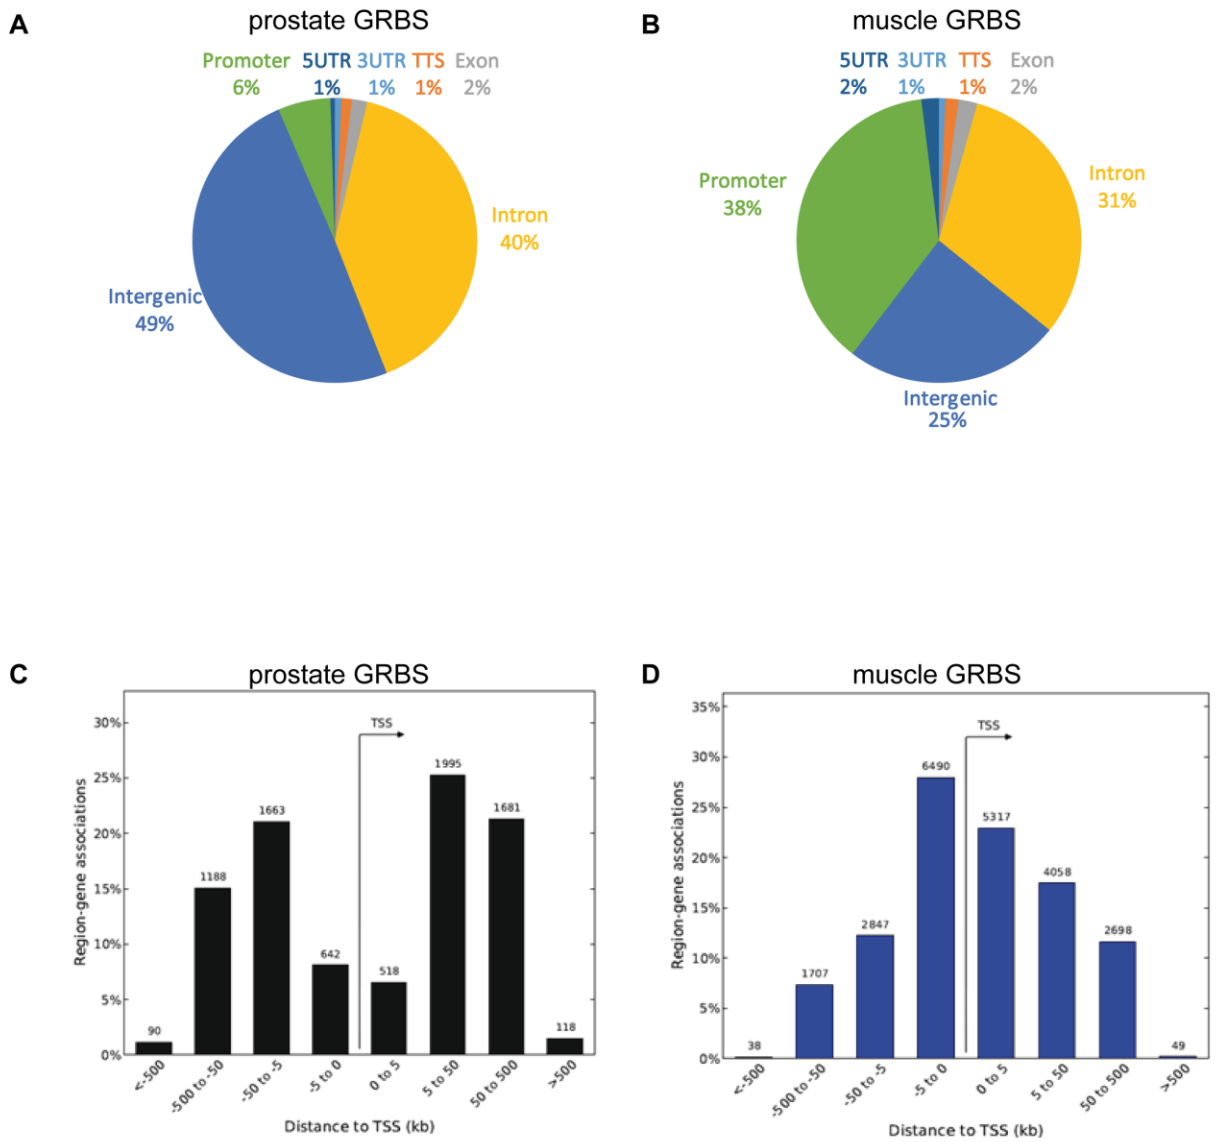 A
prostate GRBS
Promoter 5UTR 3UTR TTS Exon
6% 1% 1% 1% 2%
Intron
40%
Intergenic
49%
B
muscle GRBS
5UTR 3UTR TTS Exon
2% 1% 1% 2%
Promoter
38%
Intron
31%
Intergenic
25%
C
prostate GRBS
Region-gene associations
30%
25%
20%
15%
10%
5%
0%
TSS
90
1188
1663
642
518
1995
1681
118
<-500
-500 to -50
-50 to -5
-5 to 0
0 to 5
5 to 50
50 to 500
>500
Distance to TSS (kb)
D
muscle GRBS
Region-gene associations
35%
30%
25%
20%
15%
10%
5%
0%
TSS
38
1707
2847
6490
5317
4058
2698
49
<-500
-500 to -50
-50 to -5
-5 to 0
0 to 5
5 to 50
50 to 500
>500
Distance to TSS (kb)